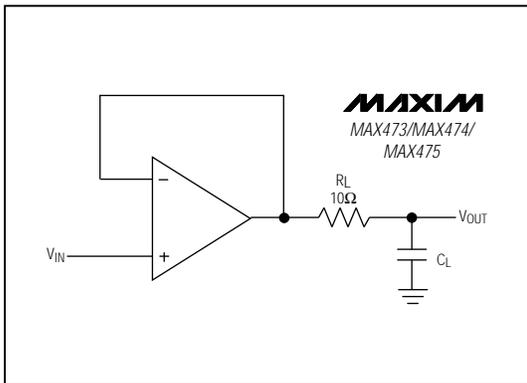 MAXIM
MAX473/MAX474/
MAX475
RL
10Ω
VOUT
VIN
CL
−
+